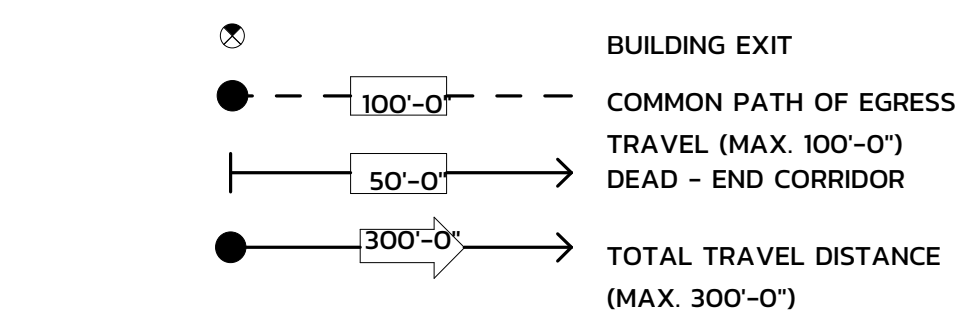 BUILDING EXIT
100'-0"
COMMON PATH OF EGRESS
TRAVEL (MAX. 100'-0")
50'-0"
DEAD - END CORRIDOR
300'-0"
TOTAL TRAVEL DISTANCE
(MAX. 300'-0")